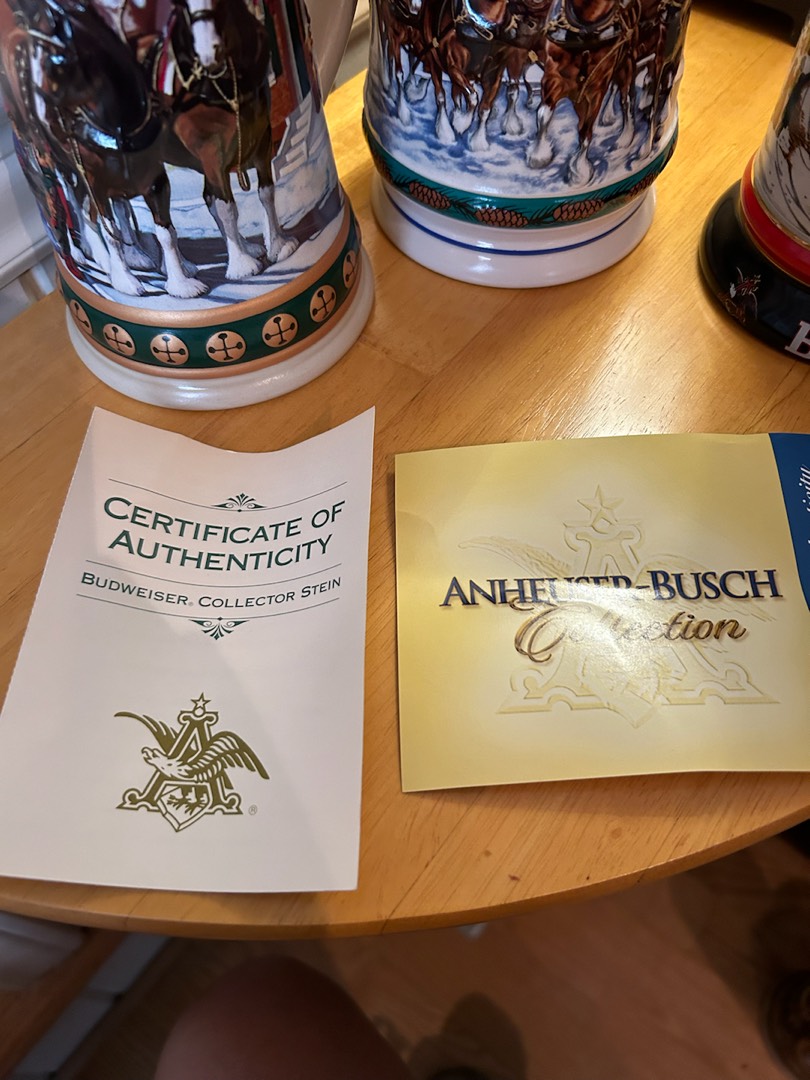 CERTIFICATE OF
AUTHENTICITY
BUDWEISER® COLLECTOR STEIN
®
ANHEUSER-BUSCH
Collection